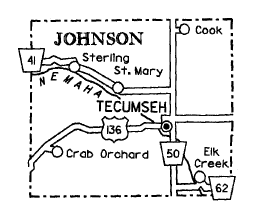 JOHNSON
Cook
41
Sterling
St. Mary
NEMAHA
TECUMSEH
136
Crab Orchard
50
Elk
Creek
62